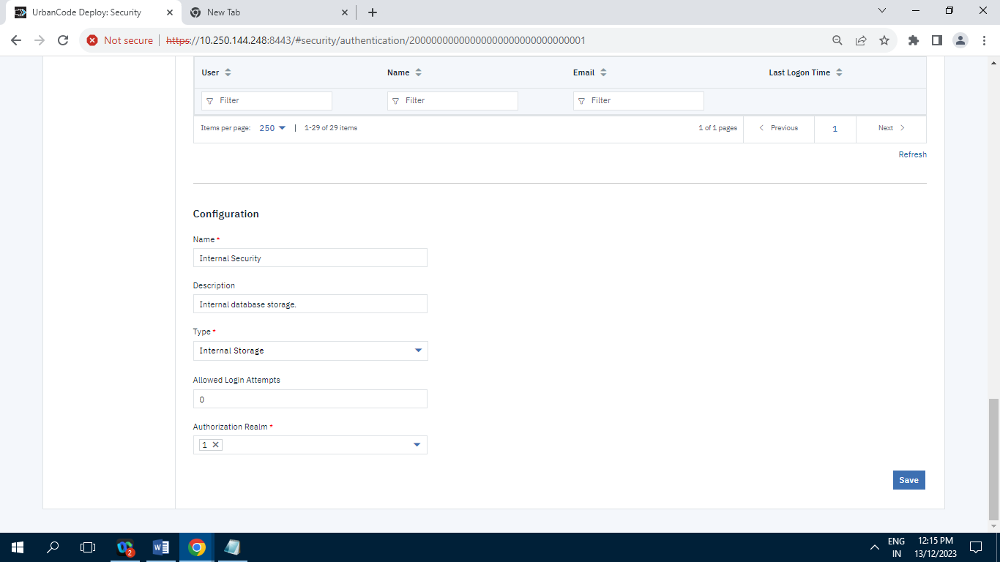 UrbanCode Deploy: Security
New Tab
Not secure https://10.250.144.248:8443/#security/authentication/20000000000000000000000000000001
User Name Email Last Logon Time
Filter Filter Filter
Items per page: 250 | 1-29 of 29 items 1 of 1 pages Previous 1 Next
Refresh
Configuration
Name *
Internal Security
Description
Internal database storage.
Type *
Internal Storage
Allowed Login Attempts
0
Authorization Realm *
1
Save
2
ENG
IN
12:15 PM
13/12/2023